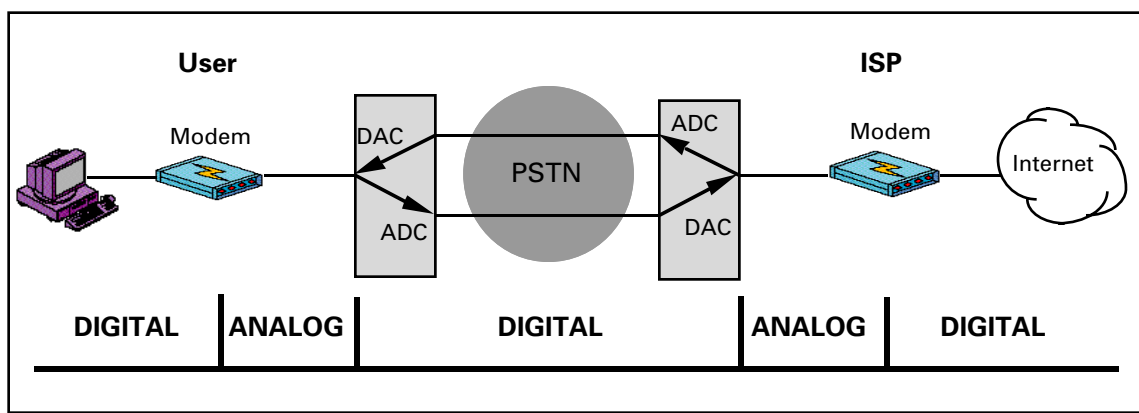 User
ISP
Modem
DAC
ADC
PSTN
ADC
DAC
Modem
Internet
DIGITAL
ANALOG
DIGITAL
ANALOG
DIGITAL